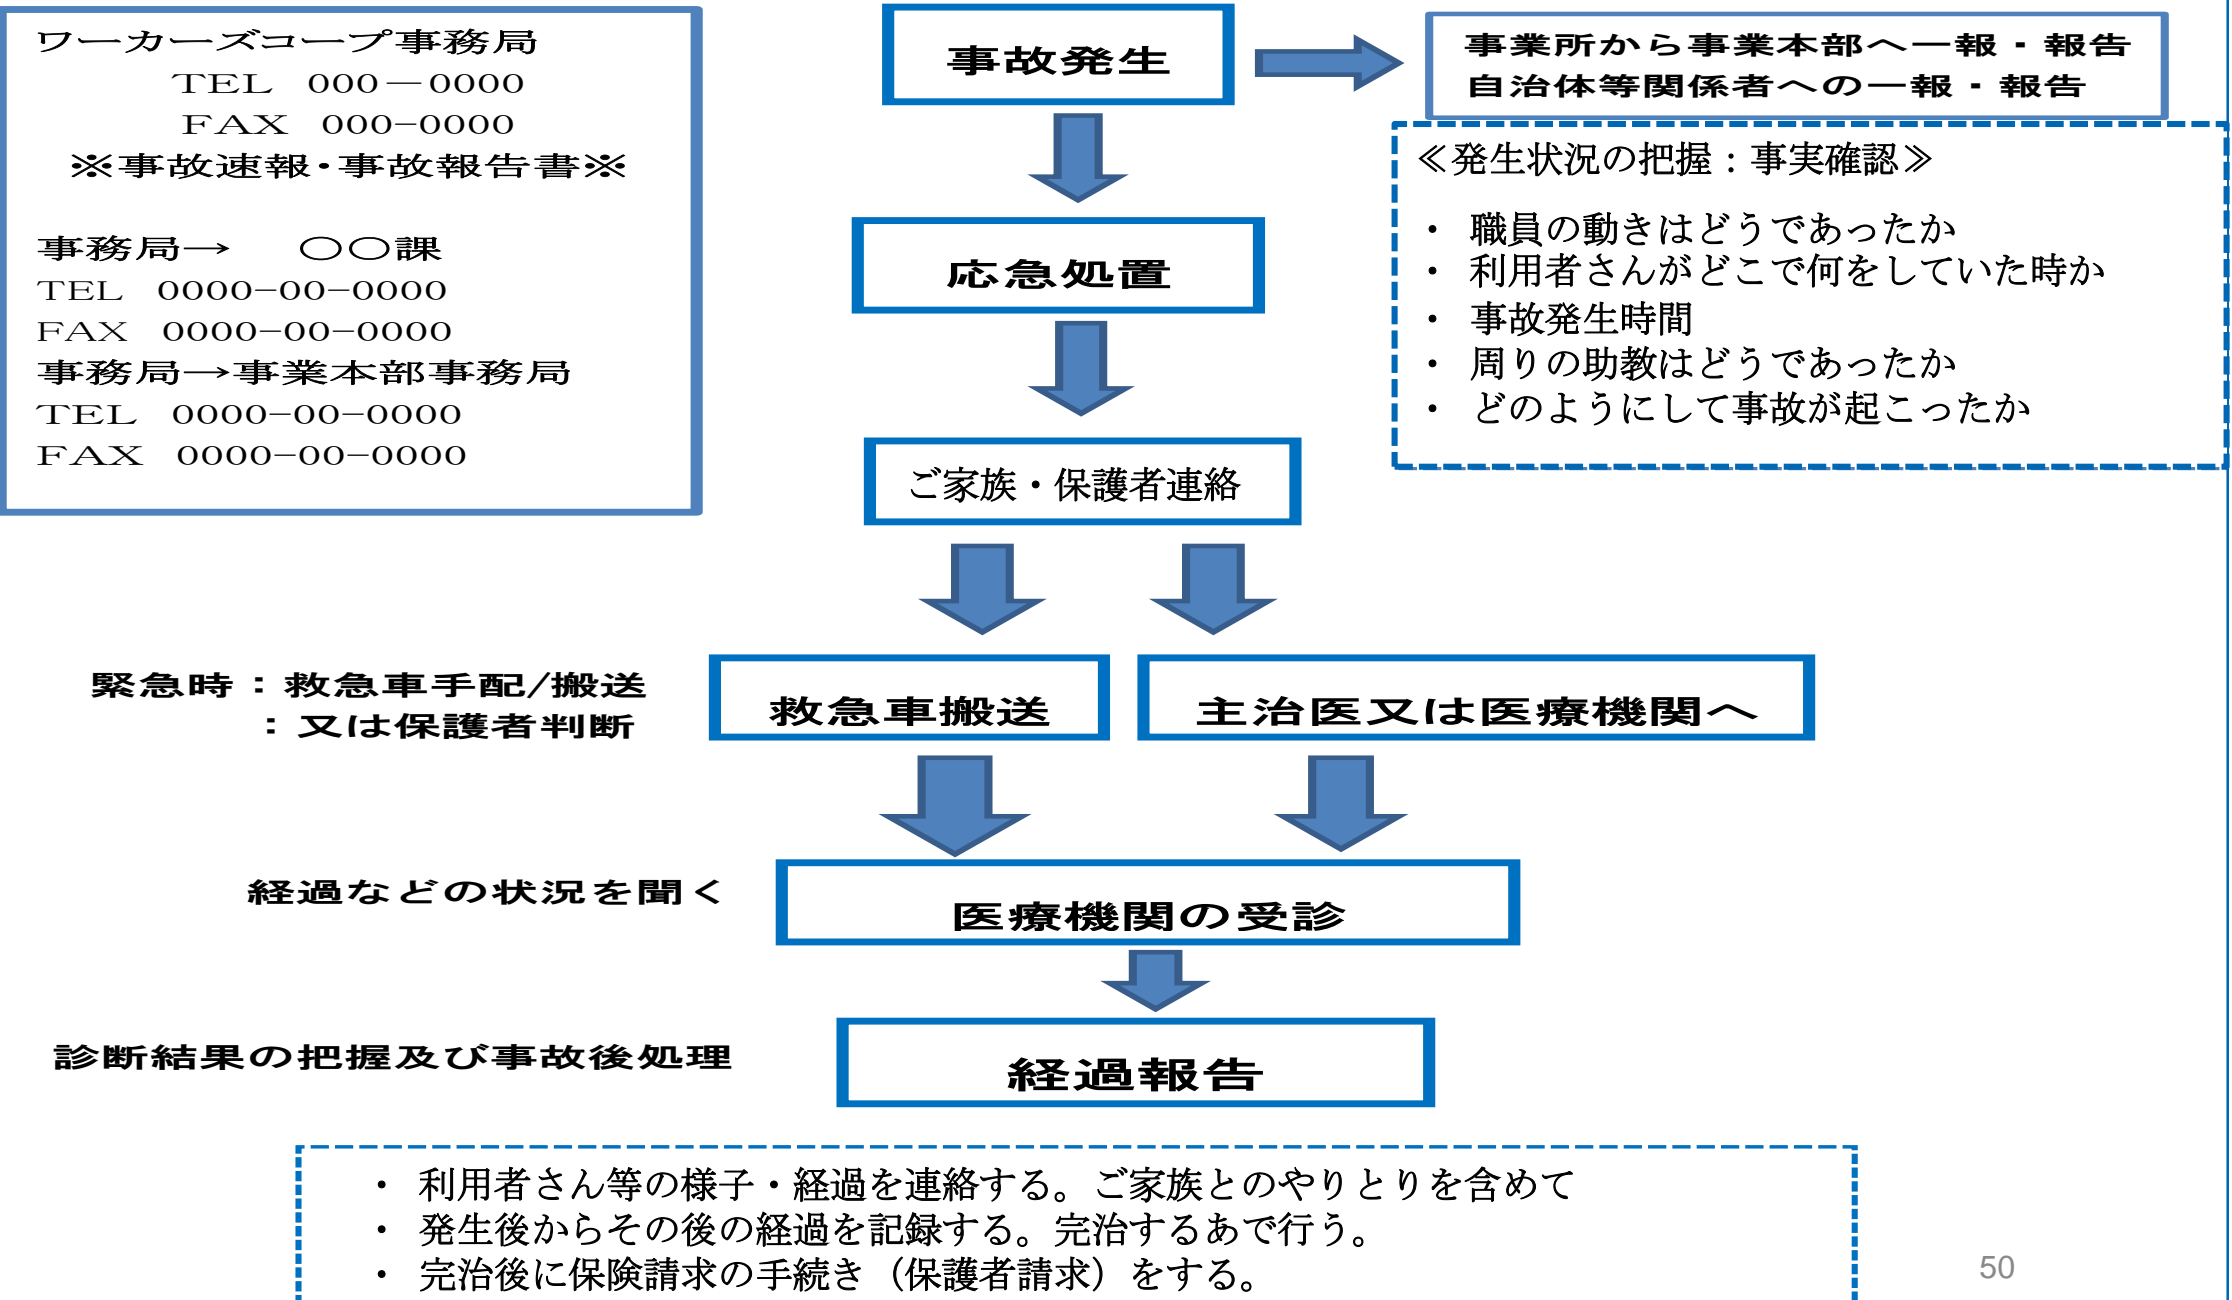 ワーカーズコープ事務局
TEL 000－0000
FAX 000−0000
※事故速報・事故報告書※
事務局→ 〇〇課
TEL 0000−00−0000
FAX 0000−00−0000
事務局→事業本部事務局
TEL 0000−00−0000
FAX 0000−00−0000
事故発生
事業所から事業本部へ一報・報告
自治体等関係者への一報・報告
≪発生状況の把握：事実確認≫
・ 職員の動きはどうであったか
・ 利用者さんがどこで何をしていた時か
・ 事故発生時間
・ 周りの助教はどうであったか
・ どのようにして事故が起こったか
応急処置
ご家族・保護者連絡
緊急時：救急車手配/搬送
：又は保護者判断
救急車搬送
主治医又は医療機関へ
経過などの状況を聞く
医療機関の受診
診断結果の把握及び事故後処理
経過報告
・ 利用者さん等の様子・経過を連絡する。ご家族とのやりとりを含めて
・ 発生後からその後の経過を記録する。完治するあで行う。
・ 完治後に保険請求の手続き（保護者請求）をする。
50